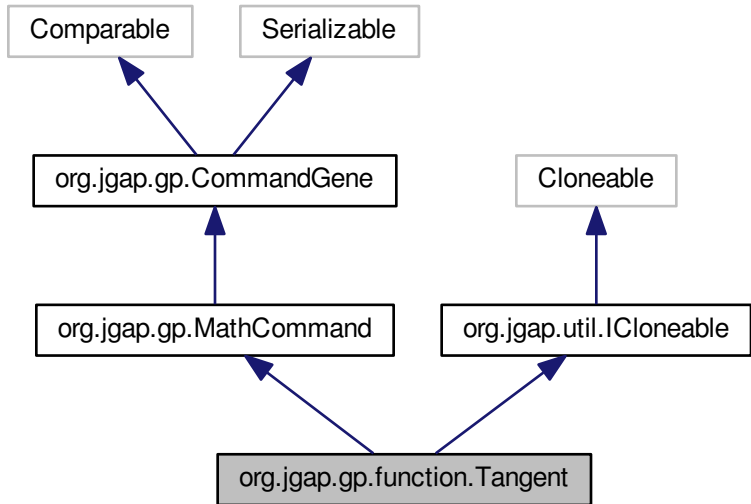 Comparable
Serializable
org.jgap.gp.CommandGene
Cloneable
org.jgap.gp.MathCommand
org.jgap.util.ICloneable
org.jgap.gp.function.Tangent